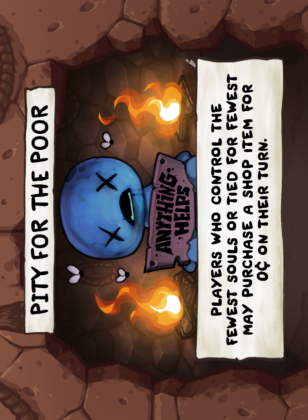 PITY FOR THE POOR
ANYTHING
HELPS
PLAYERS WHO CONTROL THE
FEWEST SOULS OR TIED FOR FEWEST
MAY PURCHASE A SHOP ITEM FOR
0¢ ON THEIR TURN.